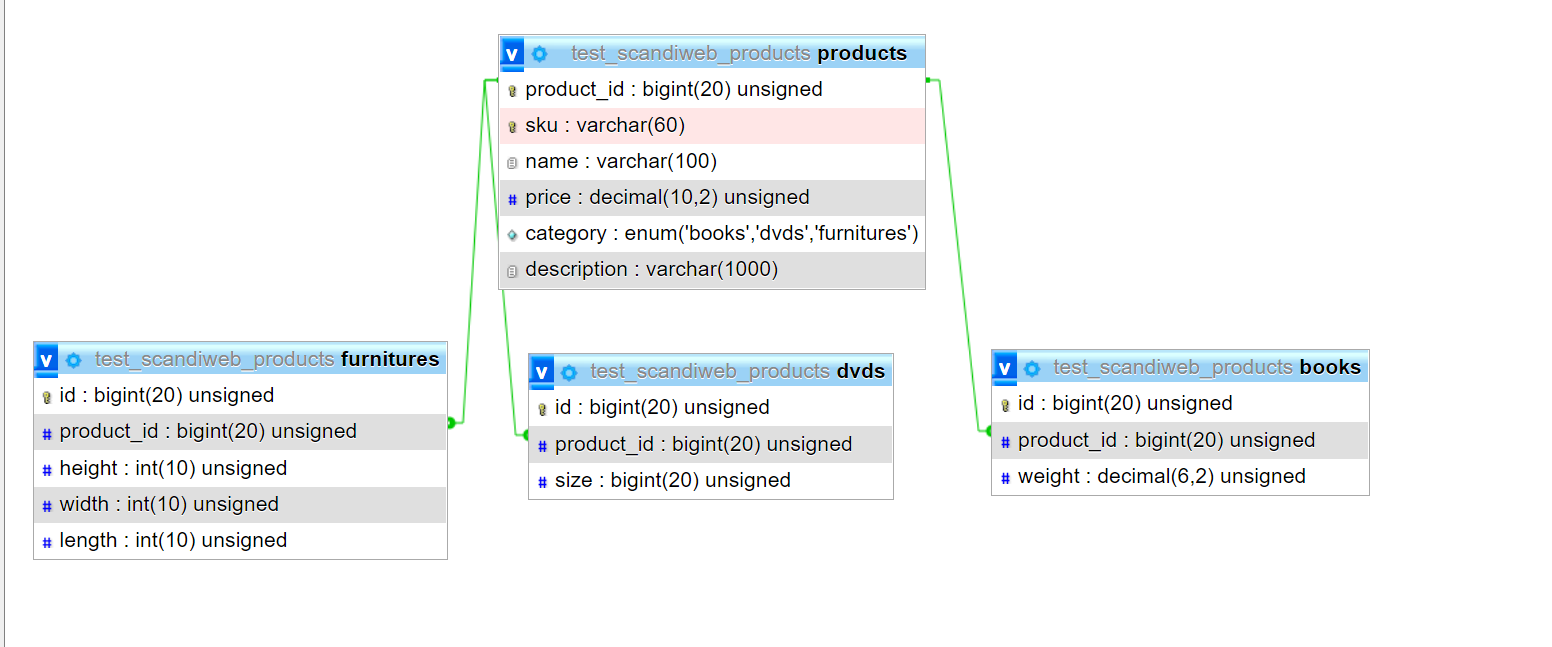 v test_scandiweb_products products
product_id : bigint(20) unsigned
sku : varchar(60)
name : varchar(100)
# price : decimal(10,2) unsigned
category : enum('books','dvds','furnitures')
description : varchar(1000)
v test_scandiweb_products furnitures
id : bigint(20) unsigned
# product_id : bigint(20) unsigned
# height : int(10) unsigned
# width : int(10) unsigned
# length : int(10) unsigned
v test_scandiweb_products dvds
id : bigint(20) unsigned
# product_id : bigint(20) unsigned
# size : bigint(20) unsigned
v test_scandiweb_products books
id : bigint(20) unsigned
# product_id : bigint(20) unsigned
# weight : decimal(6,2) unsigned